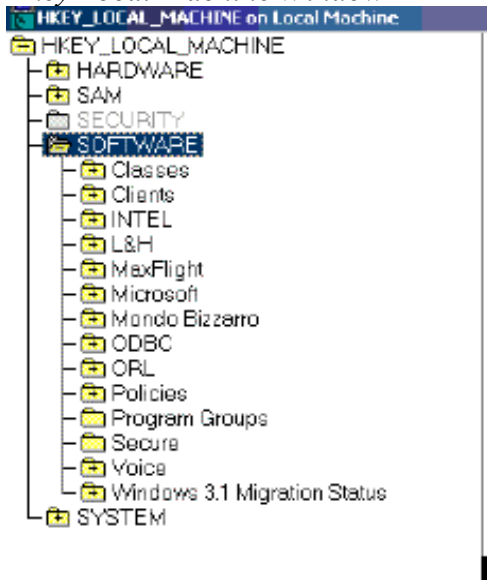 HKEY_LOCAL_MACHINE on Local Machine
HKEY_LOCAL_MACHINE
HARDWARE
SAM
SECURITY
SOFTWARE
Classes
Clients
INTEL
L&H
MaxFlight
Microsoft
Mondo Bizzarro
ODBC
ORL
Policies
Program Groups
Secure
Voice
Windows 3.1 Migration Status
SYSTEM